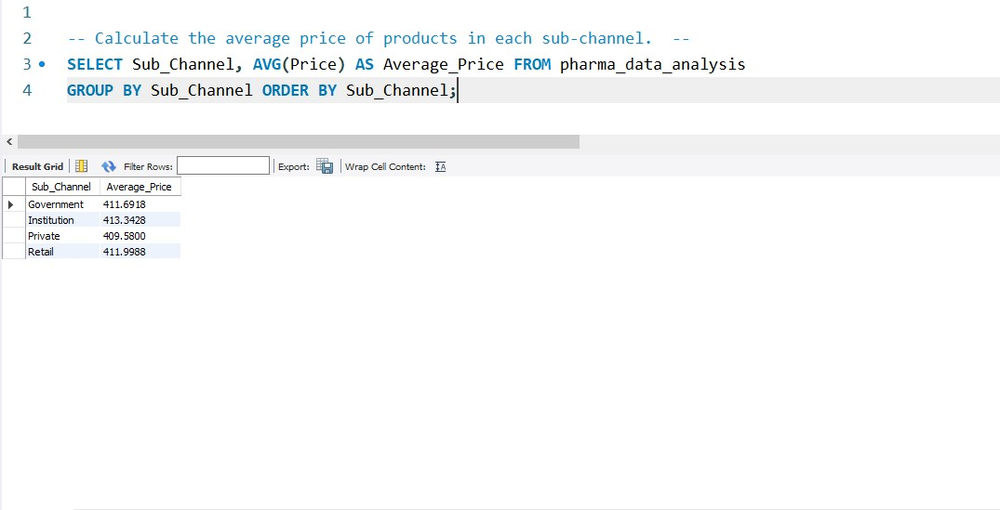 1
2 -- Calculate the average price of products in each sub-channel. --
3 SELECT Sub_Channel, AVG(Price) AS Average_Price FROM pharma_data_analysis
4 GROUP BY Sub_Channel ORDER BY Sub_Channel;
Result Grid Filter Rows: Export: Wrap Cell Content: IA
Sub_Channel Average_Price
Government 411.6918
Institution 413.3428
Private 409.5800
Retail 411.9988